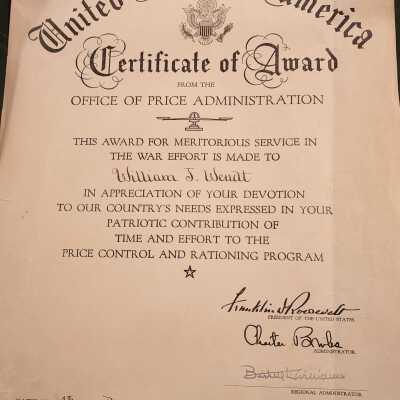 United America
Certificate of Award
FROM THE
OFFICE OF PRICE ADMINISTRATION
THIS AWARD FOR MERITORIOUS SERVICE IN
THE WAR EFFORT IS MADE TO
William J. Wendt
IN APPRECIATION OF YOUR DEVOTION
TO OUR COUNTRY'S NEEDS EXPRESSED IN YOUR
PATRIOTIC CONTRIBUTION OF
TIME AND EFFORT TO THE
PRICE CONTROL AND RATIONING PROGRAM
Franklin D Roosevelt
PRESIDENT OF THE UNITED STATES
Chester Bowles
ADMINISTRATOR
REGIONAL ADMINISTRATOR